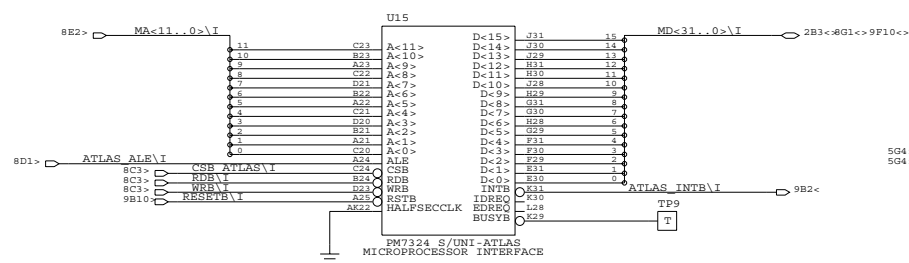 U15
8E2>
MA<11..0>\I
MD<31..0>\I
2B3<>8G1<>9F10<>
11 C23 A<11> D<15> J31 15
10 B23 A<10> D<14> J30 14
9 A23 A<9> D<13> J29 13
8 C22 A<8> D<12> H31 12
7 D21 A<7> D<11> H30 11
6 B22 A<6> D<10> J28 10
5 A22 A<5> D<9> H29 9
4 C21 A<4> D<8> G31 8
3 D20 A<3> D<7> G30 7
2 B21 A<2> D<6> H28 6
1 A21 A<1> D<5> G29 5
0 C20 A<0> D<4> F31 4
D<3> F30 3
D<2> F29 2
D<1> E31 1
D<0> E30 0
5G4
5G4
8D1> ATLAS_ALE\I A24 ALE
8C3> CSB_ATLAS\I C24 CSB
8C3> RDB\I B24 RDB
8C3> WRB\I D23 WRB
9B10> RESETB\I A25 RSTB
AK22 HALFSECCLK
INTB K31 ATLAS_INTB\I 9B2<
IDREQ K30
EDREQ L28
BUSYB K29
TP9
T
PM7324 S/UNI-ATLAS
MICROPROCESSOR INTERFACE